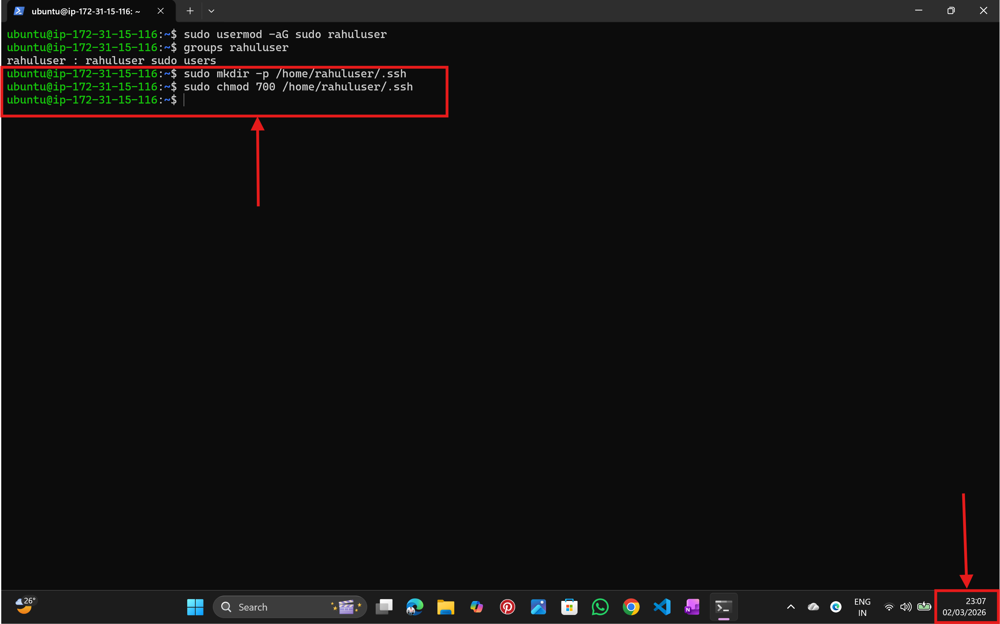 ubuntu@ip-172-31-15-116: ~
ubuntu@ip-172-31-15-116:~$ sudo usermod -aG sudo rahuluser
ubuntu@ip-172-31-15-116:~$ groups rahuluser
rahuluser : rahuluser sudo users
ubuntu@ip-172-31-15-116:~$ sudo mkdir -p /home/rahuluser/.ssh
ubuntu@ip-172-31-15-116:~$ sudo chmod 700 /home/rahuluser/.ssh
ubuntu@ip-172-31-15-116:~$
26°
Search
N
ENG
IN
23:07
02/03/2026